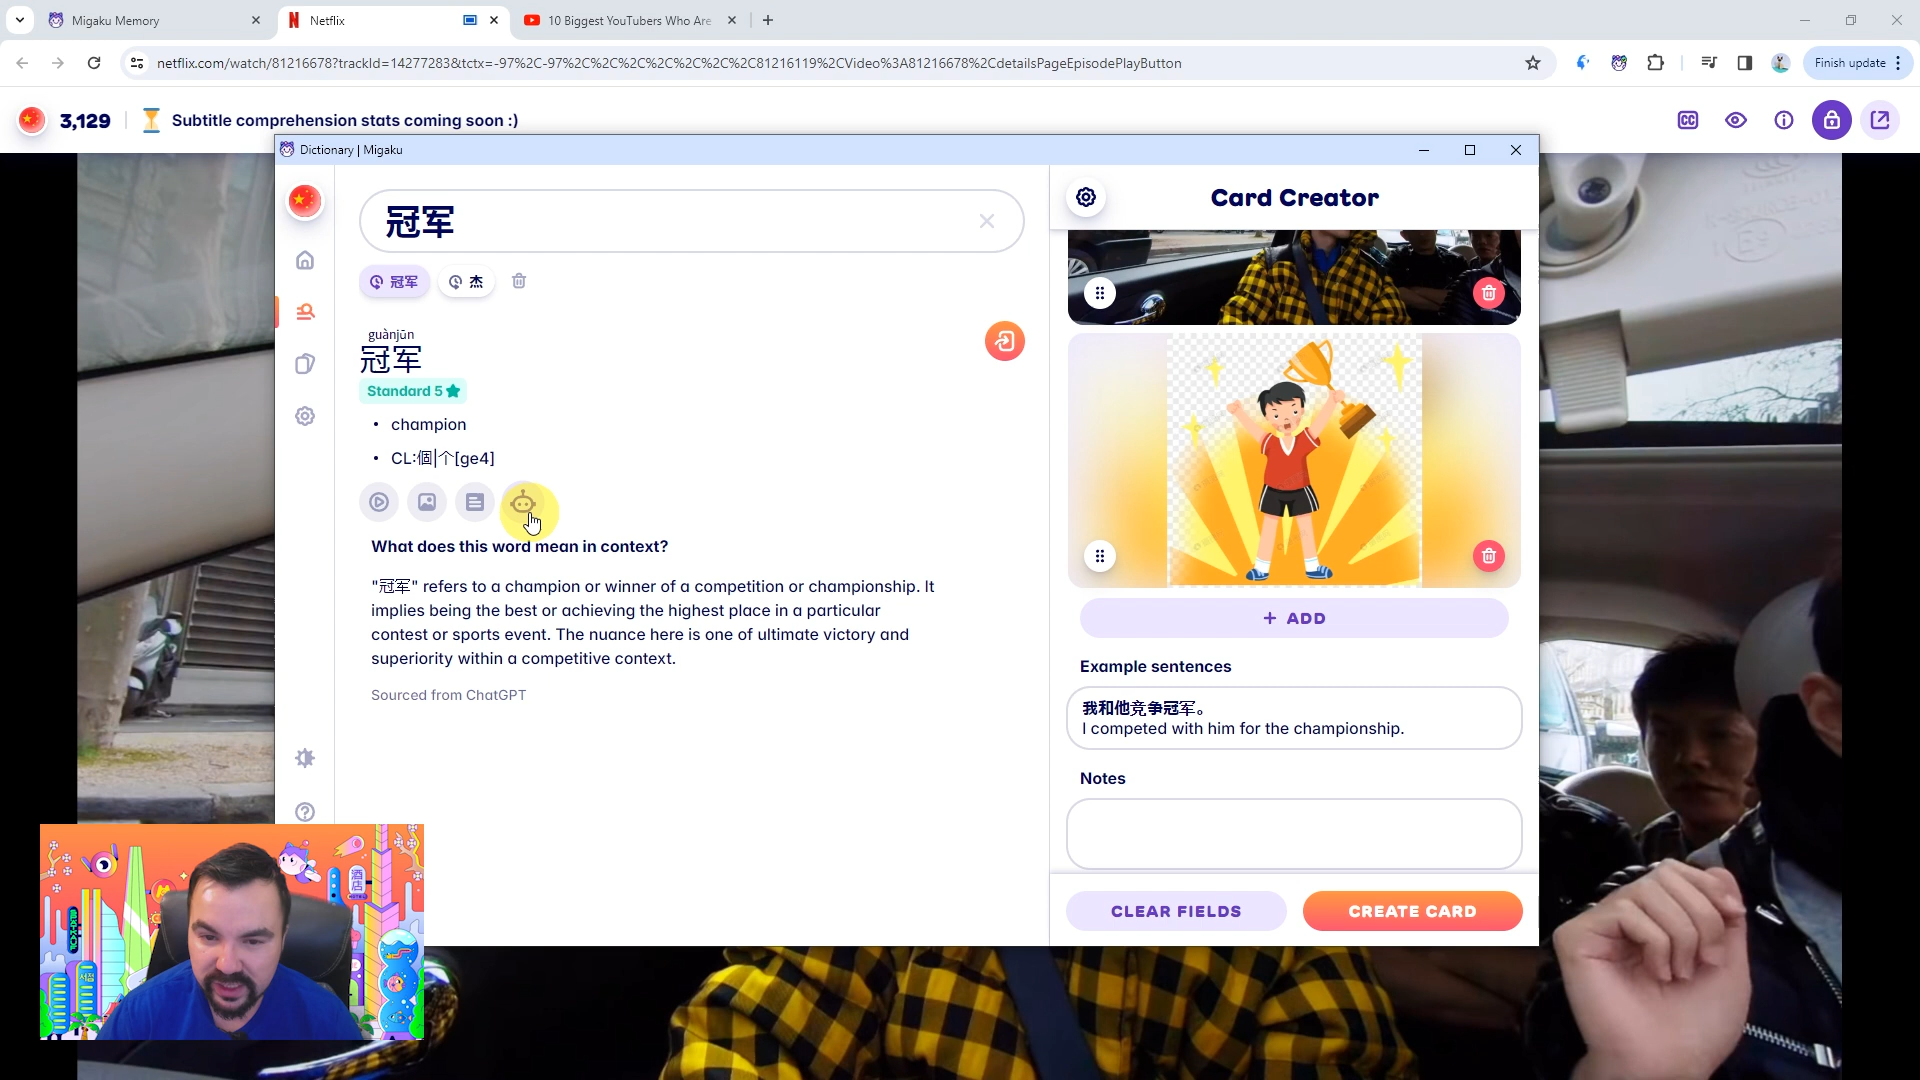 Migaku Memory
Netflix
10 Biggest YouTubers Who Are
netflix.com/watch/81216678?trackId=14277283&tctx=-97%2C-97%2C%2C%2C%2C%2C%2C%2C%2C81216119%2CVideo%3A81216678%2CdetailsPageEpisodePlayButton
Finish update
3,129
Subtitle comprehension stats coming soon :)
CC
Dictionary | Migaku
冠军
冠军
杰
guànjūn
冠军
Standard 5
• champion
• CL:個|个[ge4]
What does this word mean in context?
"冠军" refers to a champion or winner of a competition or championship. It
implies being the best or achieving the highest place in a particular
contest or sports event. The nuance here is one of ultimate victory and
superiority within a competitive context.
Sourced from ChatGPT
Card Creator
+ ADD
Example sentences
我和他竞争冠军。
I competed with him for the championship.
Notes
CLEAR FIELDS
CREATE CARD
酒店